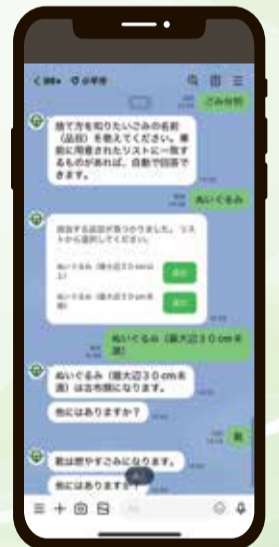 小平市
ごみ分別
捨て方を知りたいごみの名前
（品目）を教えてください。事
前に用意されたリストに一致す
るものがあれば、自動で回答で
きます。
ぬいぐるみ
該当する品目が見つかりました。リス
トから選択してください。
ぬいぐるみ（最大辺30cm以
上）
選択
ぬいぐるみ（最大辺30cm未
満）
選択
ぬいぐるみ（最大辺30cm未
満）
ぬいぐるみ（最大辺30cm未
満）は古布類になります。
他にはありますか？
靴
靴は燃やすごみになります。
他にはありますか？